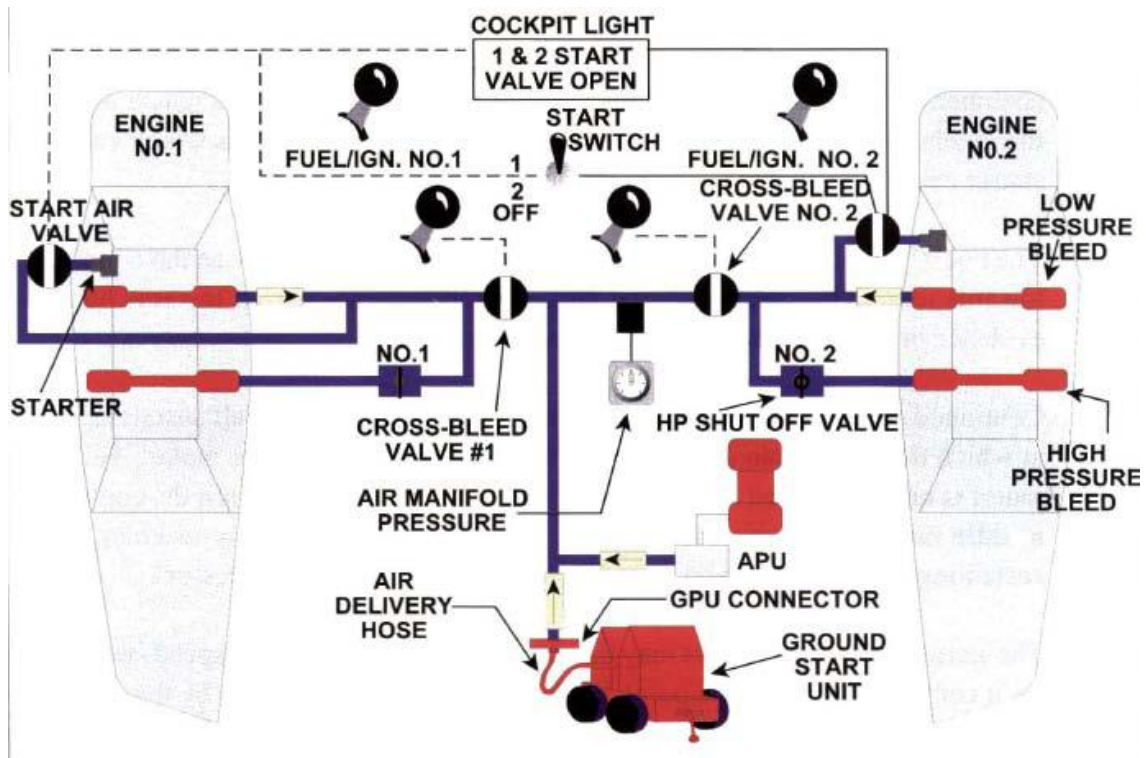 COCKPIT LIGHT
1 & 2 START
VALVE OPEN
ENGINE
N0.1
START
SWITCH
ENGINE
N0.2
FUEL/IGN. NO.1
1
2
OFF
FUEL/IGN. NO. 2
CROSS-BLEED
VALVE NO. 2
START AIR
VALVE
LOW
PRESSURE
BLEED
NO.1
NO. 2
STARTER
CROSS-BLEED
VALVE #1
HP SHUT OFF VALVE
HIGH
PRESSURE
BLEED
AIR MANIFOLD
PRESSURE
APU
AIR
DELIVERY
HOSE
GPU CONNECTOR
GROUND
START
UNIT